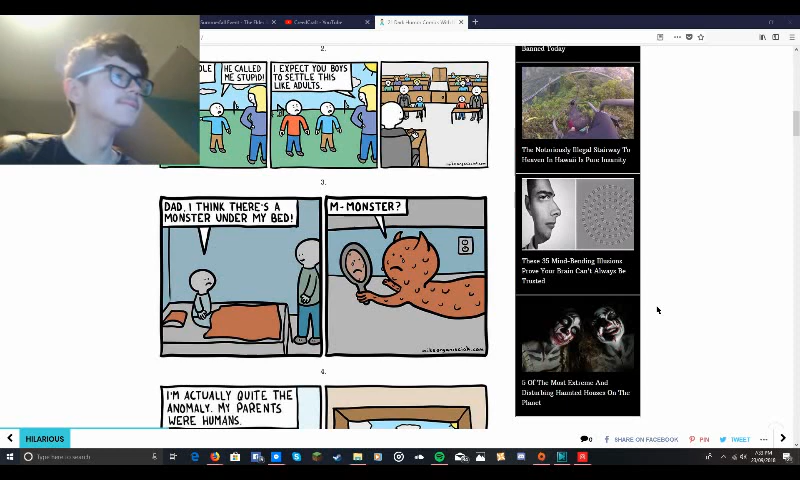 CreedCraft - YouTube
2.
HE CALLED
ME STUPID!
I EXPECT YOU BOYS
TO SETTLE THIS
LIKE ADULTS.
3.
DAD, I THINK THERE'S A
MONSTER UNDER MY BED!
M-MONSTER?
4.
I'M ACTUALLY QUITE THE
ANOMALY. MY PARENTS
WERE HUMANS.
Banned Today
The Notoriously Illegal Stairway To
Heaven In Hawaii Is Pure Insanity
These 35 Mind-Bending Illusions
Prove Your Brain Can't Always Be
Trusted
5 Of The Most Extreme And
Disturbing Haunted Houses On The
Planet
HILARIOUS
0
SHARE ON FACEBOOK
PIN
TWEET
Type here to search